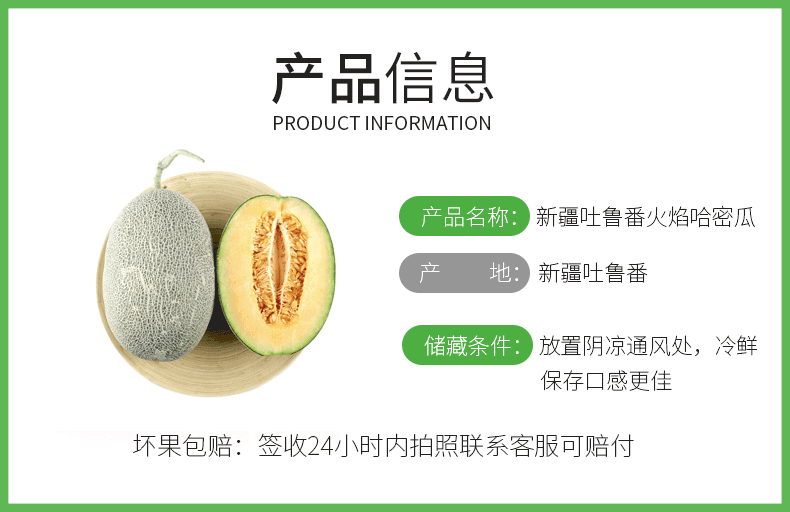 产品信息
PRODUCT INFORMATION
产品名称：新疆吐鲁番火焰哈密瓜
产 地：新疆吐鲁番
储藏条件：放置阴凉通风处，冷鲜
保存口感更佳
坏果包赔：签收24小时内拍照联系客服可赔付